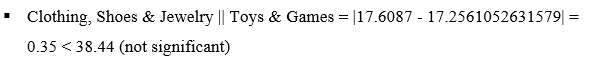 ▪ Clothing, Shoes & Jewelry || Toys & Games = |17.6087 - 17.2561052631579| =
0.35 < 38.44 (not significant)